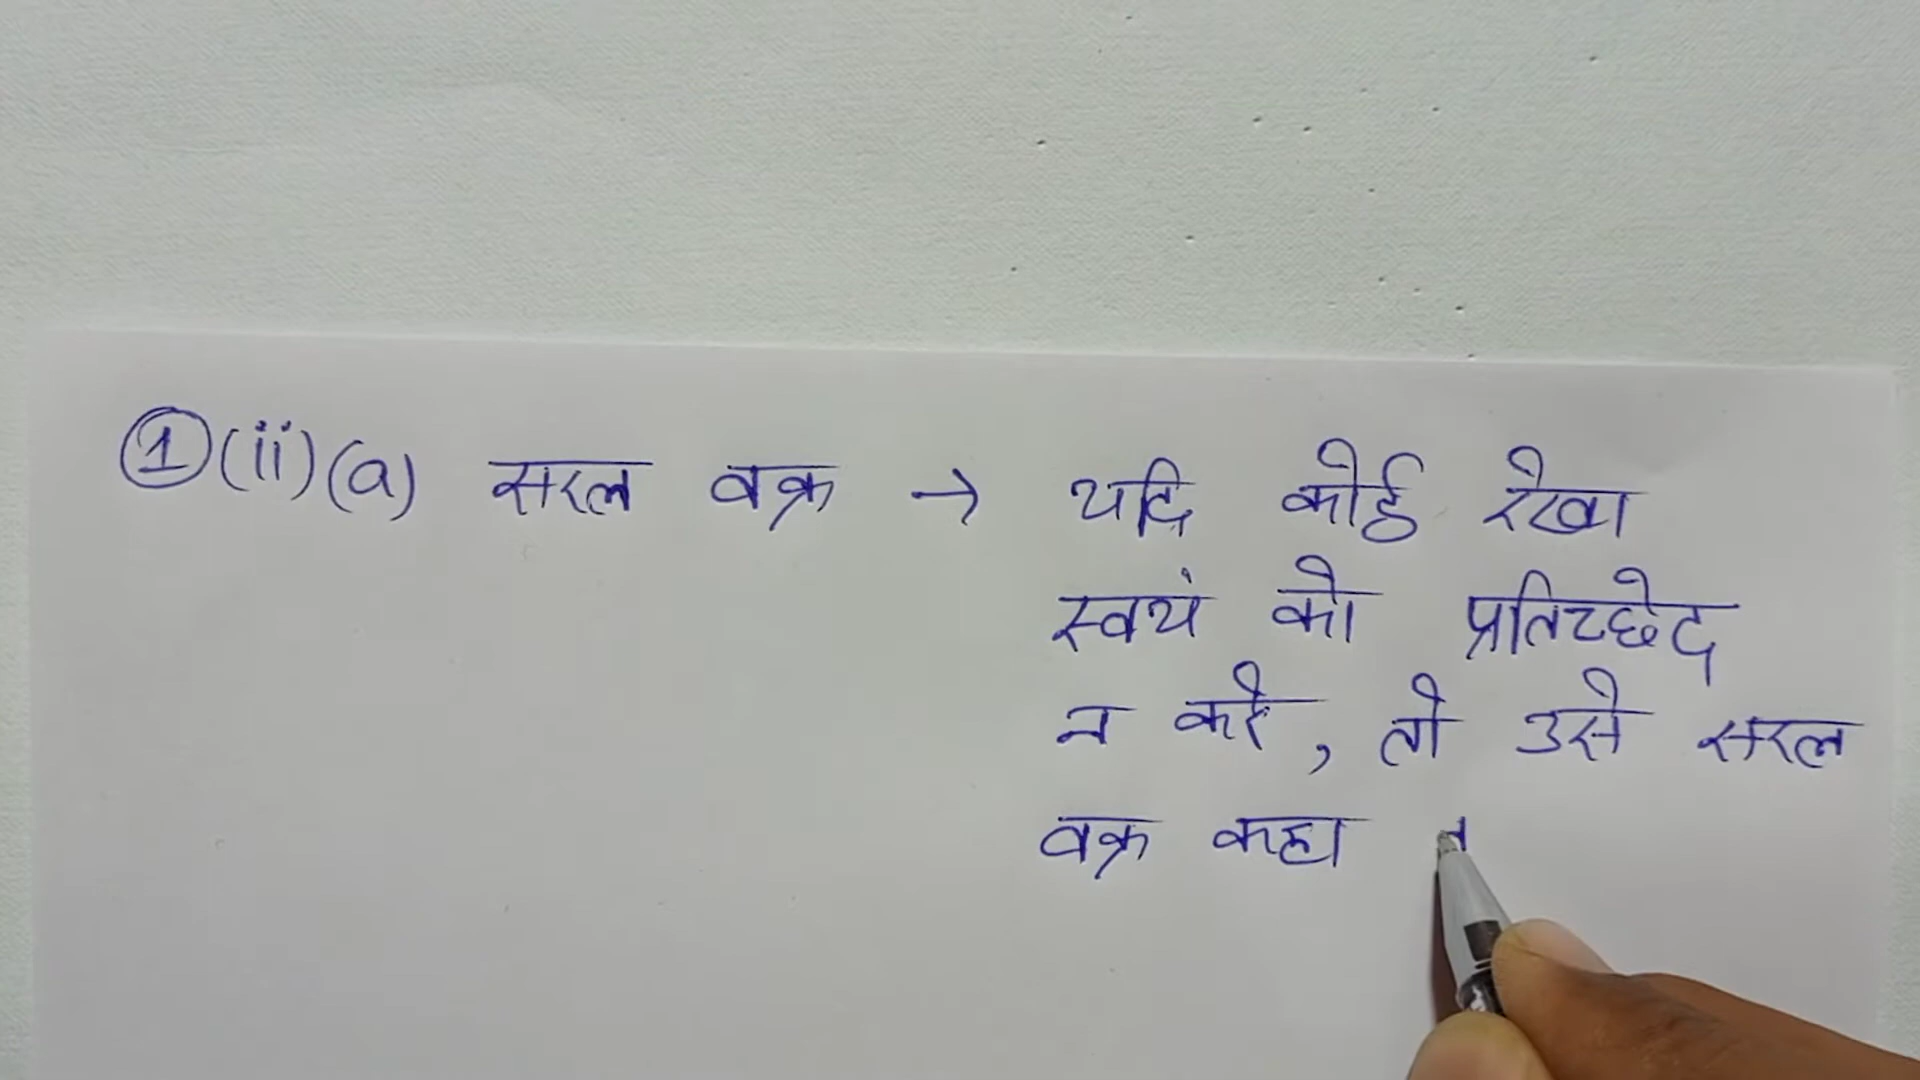 ① (ii) (a) सरल वक्र → यदि कोई रेखा
स्वयं को प्रतिच्छेद
न करे, तो उसे सरल
वक्र कहा